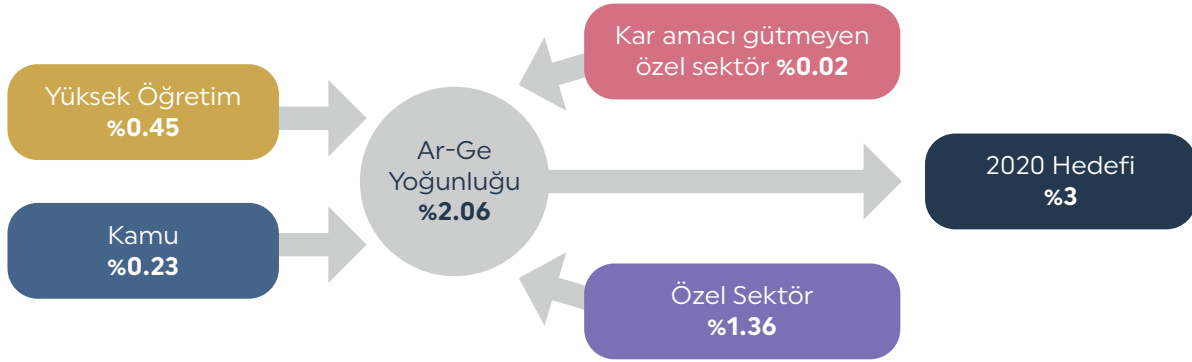 Yüksek Öğretim
%0.45
Kamu
%0.23
Ar-Ge
Yoğunluğu
%2.06
Kar amacı gütmeyen
özel sektör %0.02
Özel Sektör
%1.36
2020 Hedefi
%3